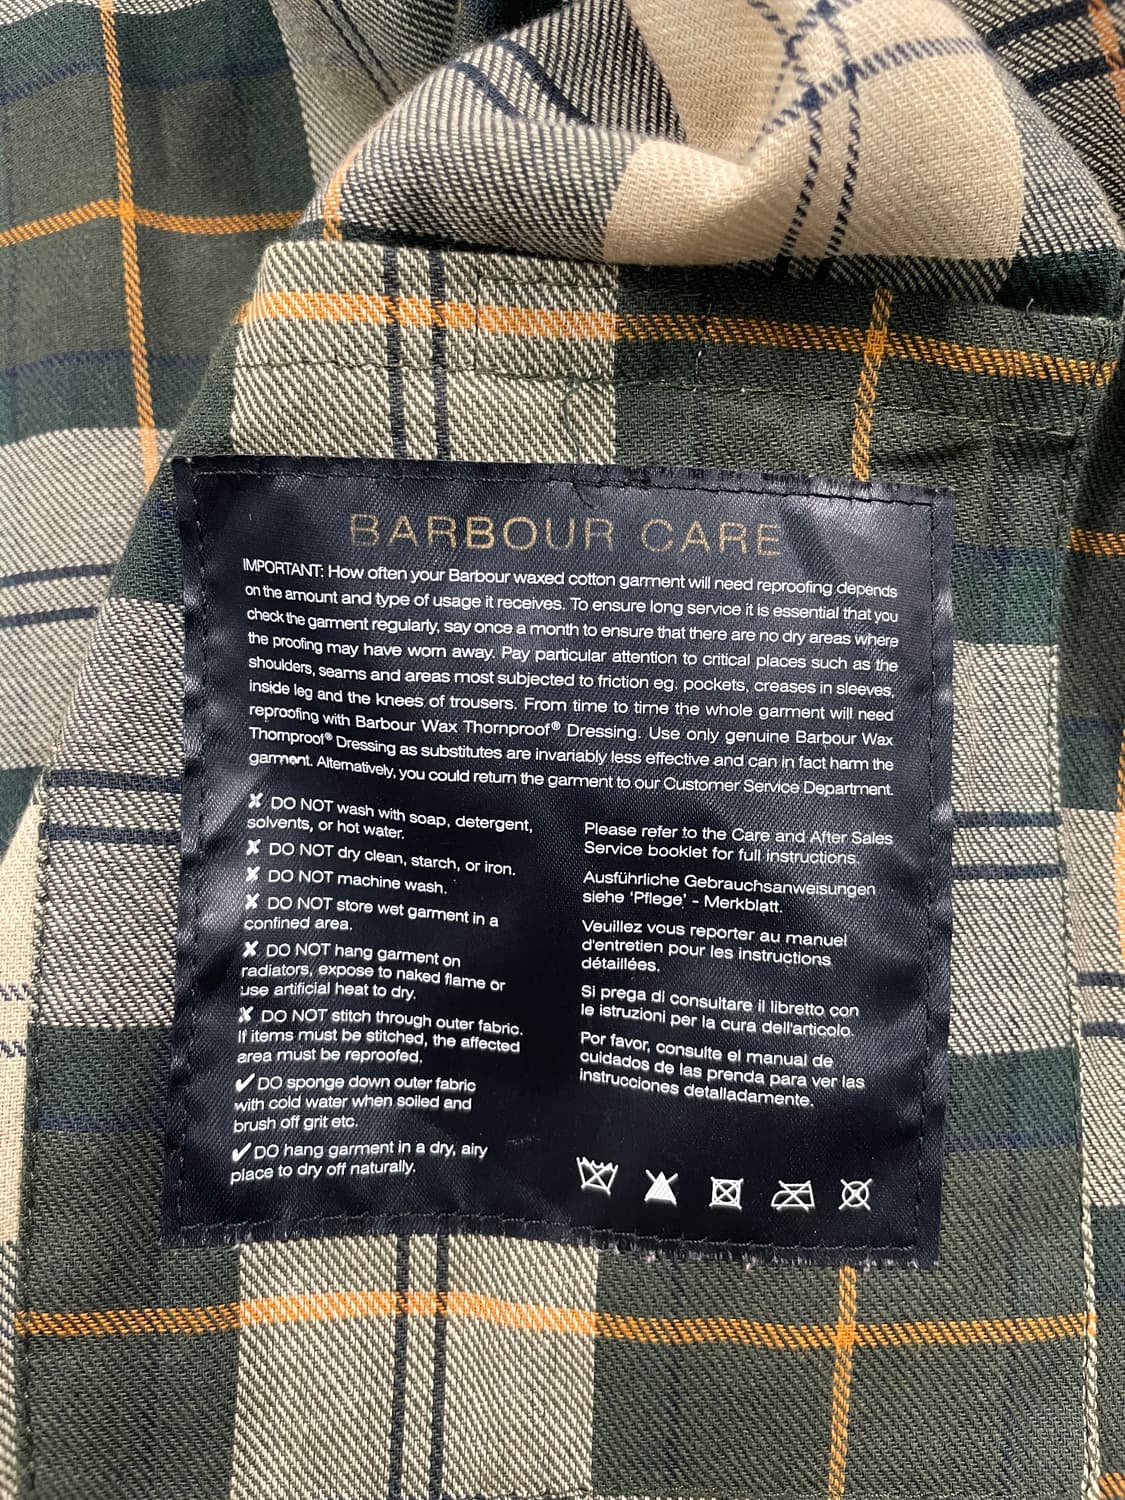 BARBOUR CARE
IMPORTANT: How often your Barbour waxed cotton garment will need reproofing depends
on the amount and type of usage it receives. To ensure long service it is essential that you
check the garment regularly, say once a month to ensure that there are no dry areas where
the proofing may have worn away. Pay particular attention to critical places such as the
shoulders, seams and areas most subjected to friction eg. pockets, creases in sleeves,
inside leg and the knees of trousers. From time to time the whole garment will need
reproofing with Barbour Wax Thornproof® Dressing. Use only genuine Barbour Wax
Thornproof® Dressing as substitutes are invariably less effective and can in fact harm the
garment. Alternatively, you could return the garment to our Customer Service Department.
✘ DO NOT wash with soap, detergent,
solvents, or hot water.
✘ DO NOT dry clean, starch, or iron.
✘ DO NOT machine wash.
✘ DO NOT store wet garment in a
confined area.
✘ DO NOT hang garment on
radiators, expose to naked flame or
use artificial heat to dry.
✘ DO NOT stitch through outer fabric.
If items must be stitched, the affected
area must be reproofed.
✔ DO sponge down outer fabric
with cold water when soiled and
brush off grit etc.
✔ DO hang garment in a dry, airy
place to dry off naturally.
Please refer to the Care and After Sales
Service booklet for full instructions.
Ausführliche Gebrauchsanweisungen
siehe 'Pflege' - Merkblatt.
Veuillez vous reporter au manuel
d'entretien pour les instructions
détaillées.
Si prega di consultare il libretto con
le istruzioni per la cura dell'articolo.
Por favor, consulte el manual de
cuidados de las prenda para ver las
instrucciones detalladamente.